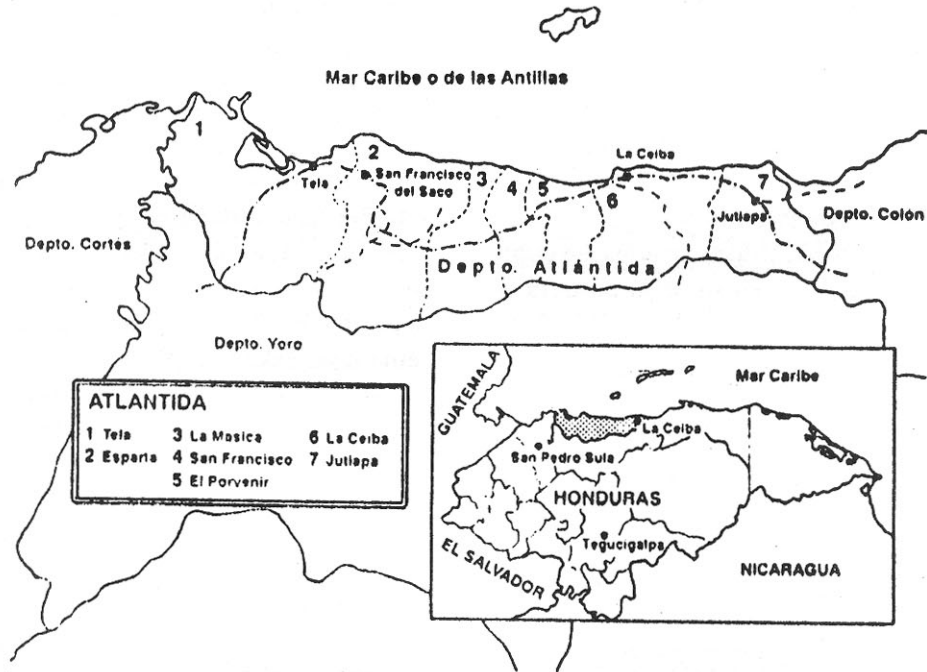 Mar Caribe o de las Antillas
1
2
Tela
San Francisco
del Saco
3
4
5
La Ceiba
6
7
Jutiapa
Depto. Colón
Depto. Cortés
Depto. Atlántida
Depto. Yoro
ATLANTIDA
1 Tela 3 La Masica 6 La Ceiba
2 Esparta 4 San Francisco 7 Jutiapa
5 El Porvenir
GUATEMALA
Mar Caribe
La Ceiba
San Pedro Sula
HONDURAS
Tegucigalpa
EL SALVADOR
NICARAGUA